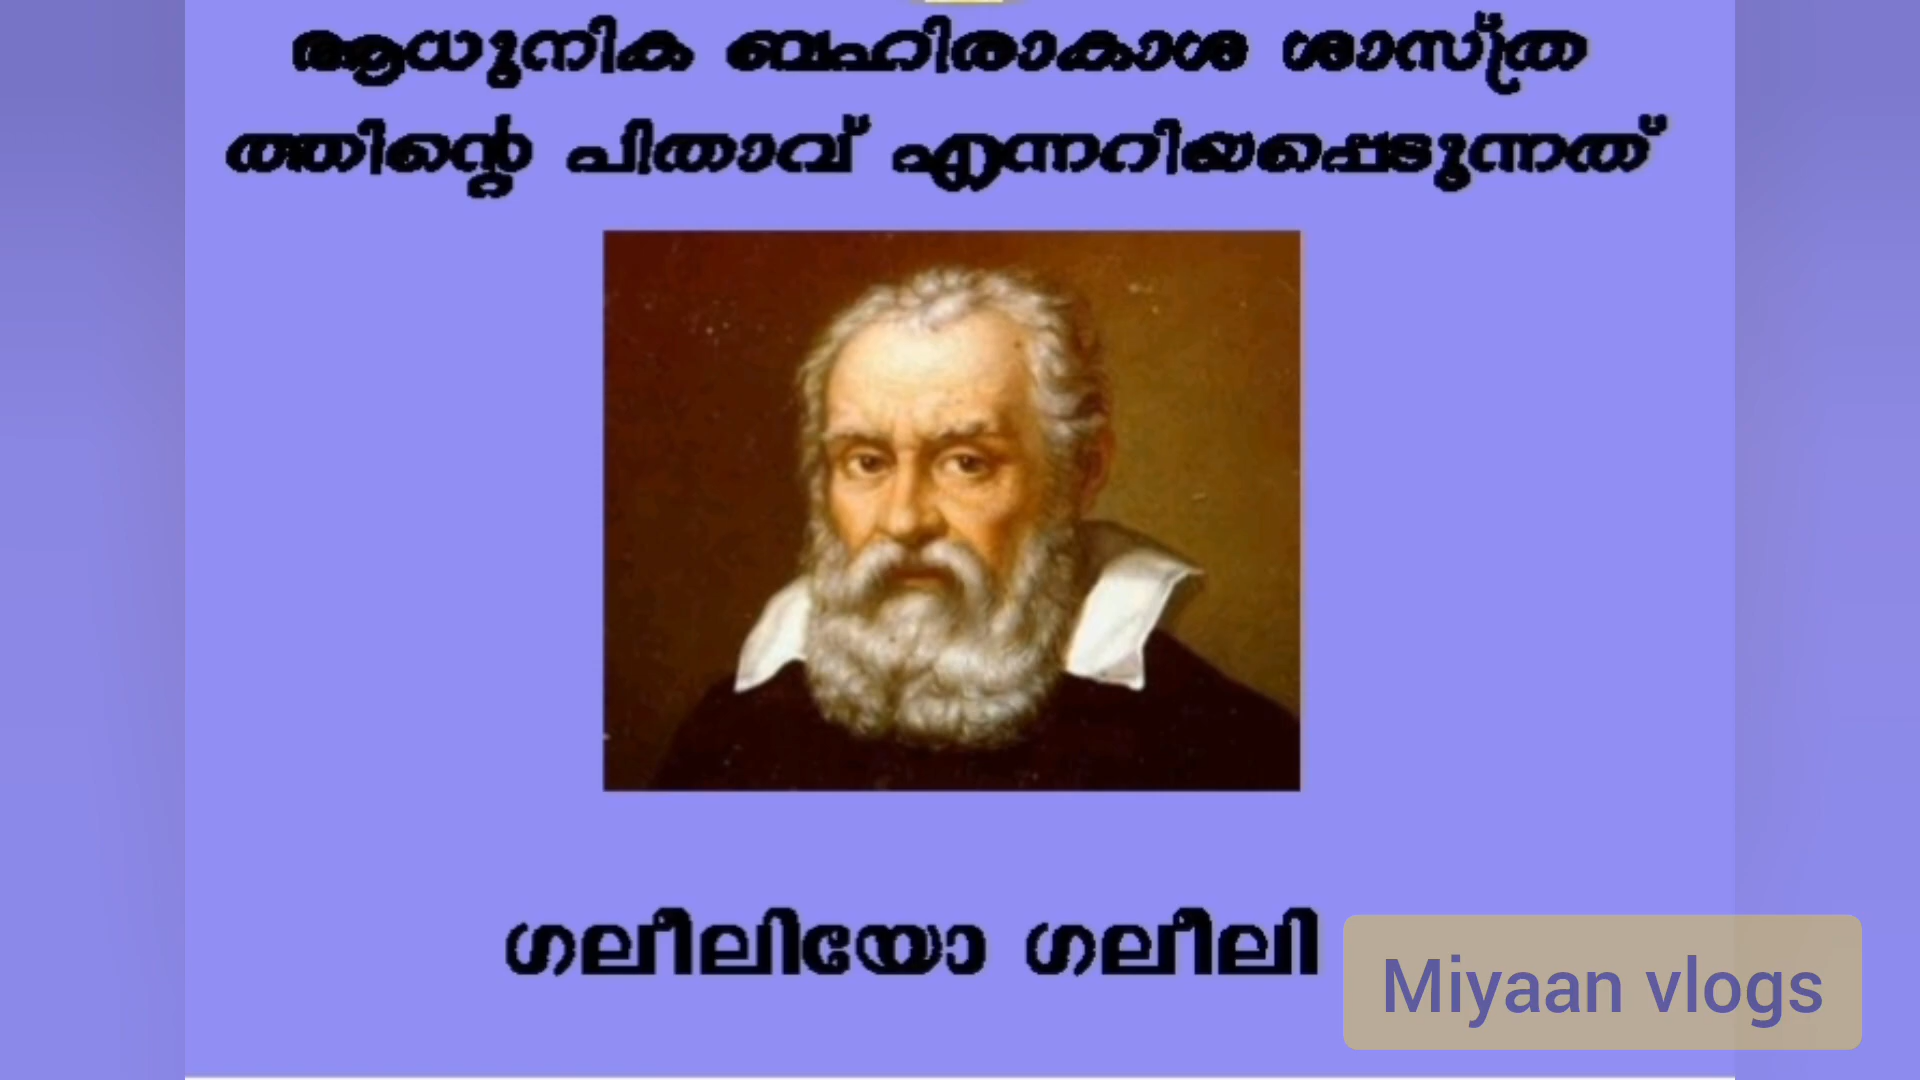 ആധുനിക ബഹിരാകാശ ശാസ്ത്ര
ത്തിന്റെ പിതാവ് എന്നറിയപ്പെടുന്നത്
ഗലീലിയോ ഗലീലി
Miyaan vlogs